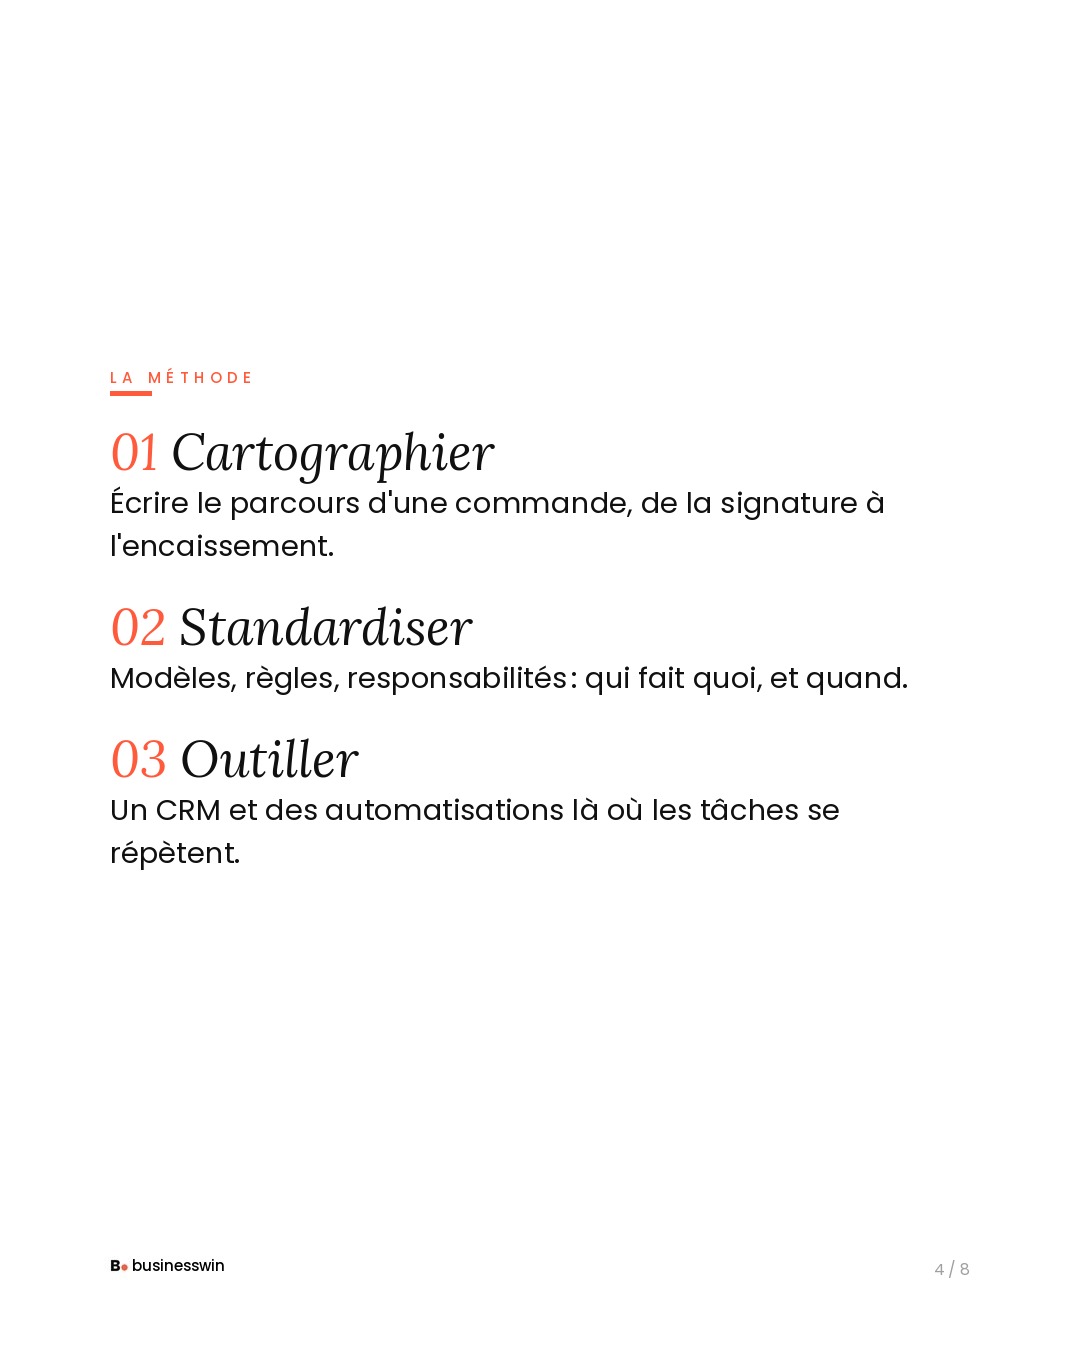 LA MÉTHODE
01 Cartographier
Écrire le parcours d'une commande, de la signature à
l'encaissement.
02 Standardiser
Modèles, règles, responsabilités : qui fait quoi, et quand.
03 Outiller
Un CRM et des automatisations là où les tâches se
répètent.
B• businesswin
4 / 8